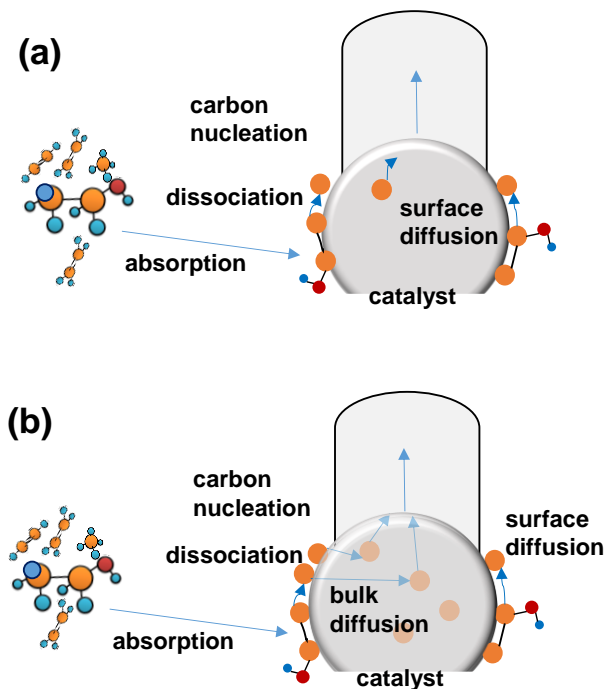 (a)
carbon
nucleation
dissociation
surface
diffusion
absorption
catalyst
(b)
carbon
nucleation
surface
diffusion
dissociation
bulk
diffusion
absorption
catalyst